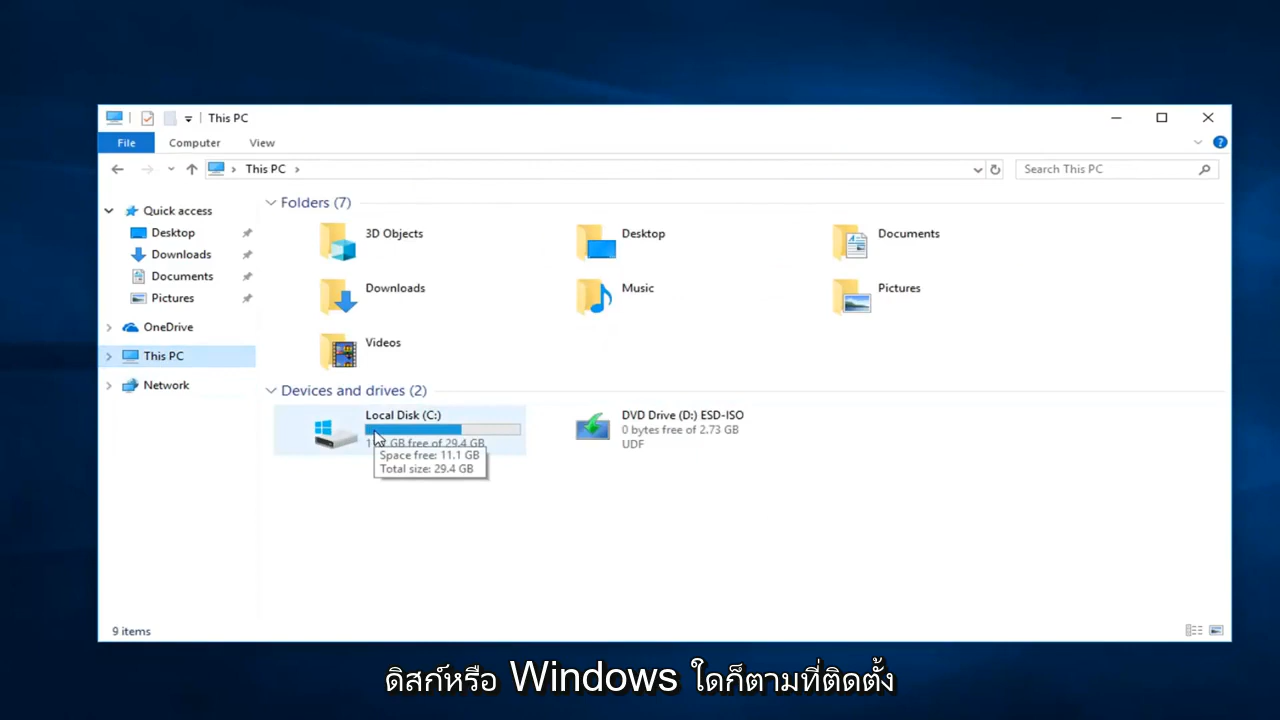 This PC
File Computer View
This PC
Search This PC
Quick access
Desktop
Downloads
Documents
Pictures
OneDrive
This PC
Network
Folders (7)
3D Objects
Desktop
Documents
Downloads
Music
Pictures
Videos
Devices and drives (2)
Local Disk (C:)
GB free of 29.4 GB
Space free: 11.1 GB
Total size: 29.4 GB
DVD Drive (D:) ESD-ISO
0 bytes free of 2.73 GB
UDF
9 items
ดิสก์หรือ Windows ใดก็ตามที่ติดตั้ง